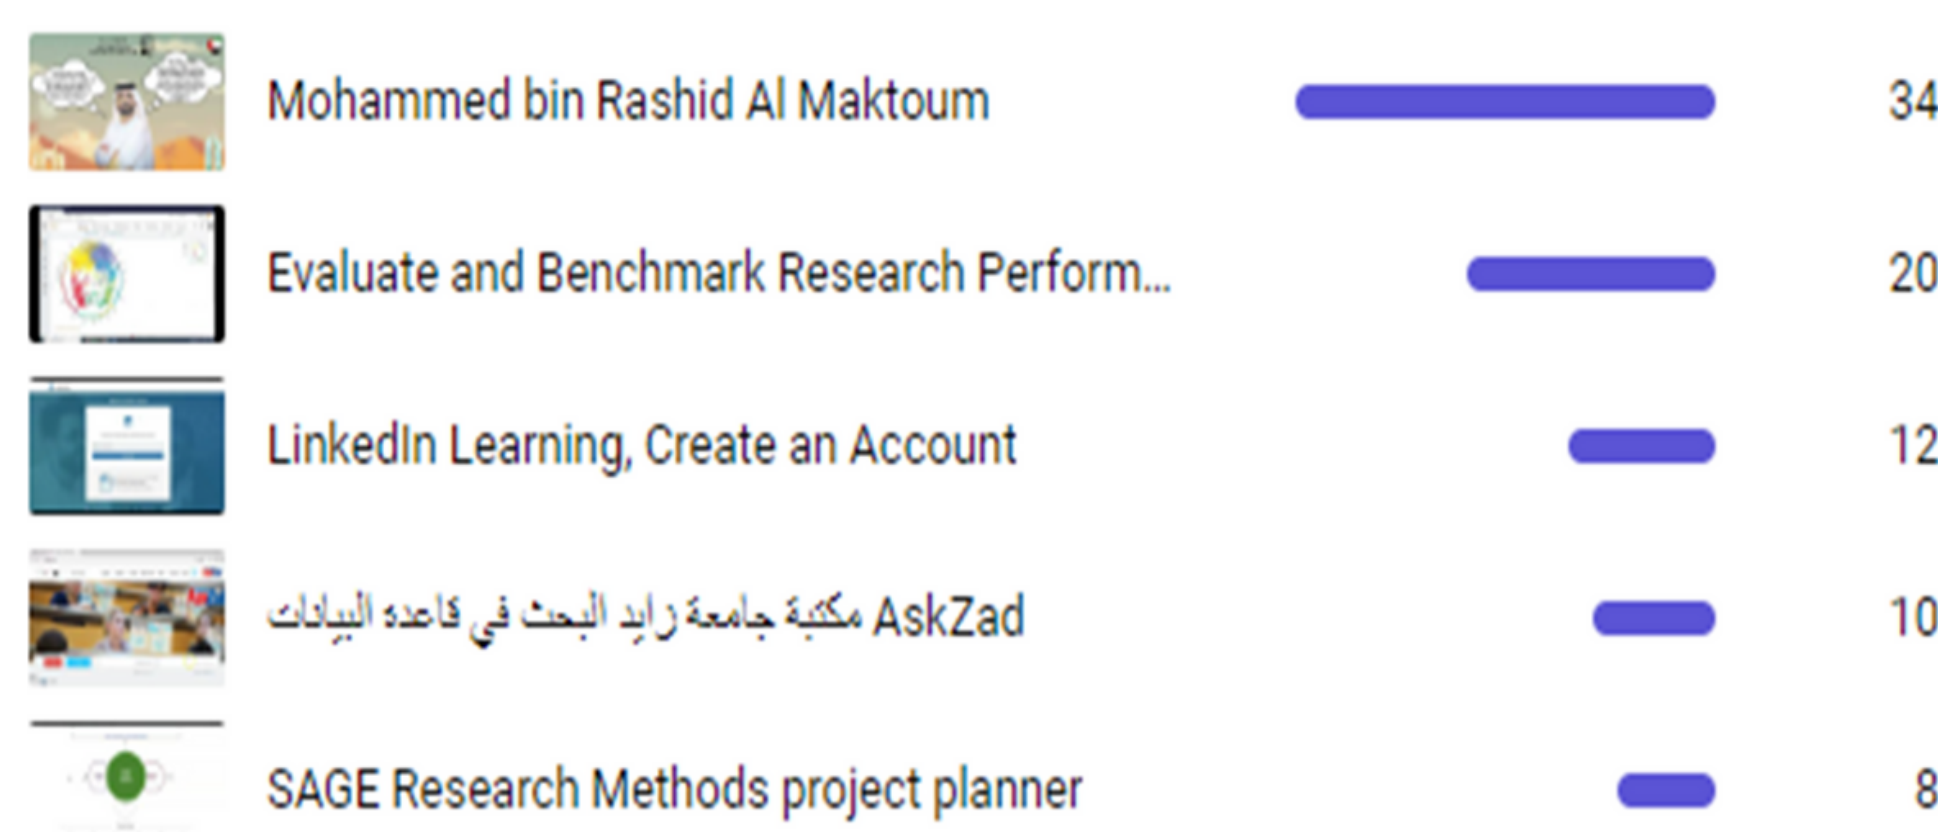 Mohammed bin Rashid Al Maktoum 34
Evaluate and Benchmark Research Perform... 20
LinkedIn Learning, Create an Account 12
مكتبة جامعة زايد البحث في قاعدة البيانات AskZad 10
SAGE Research Methods project planner 8